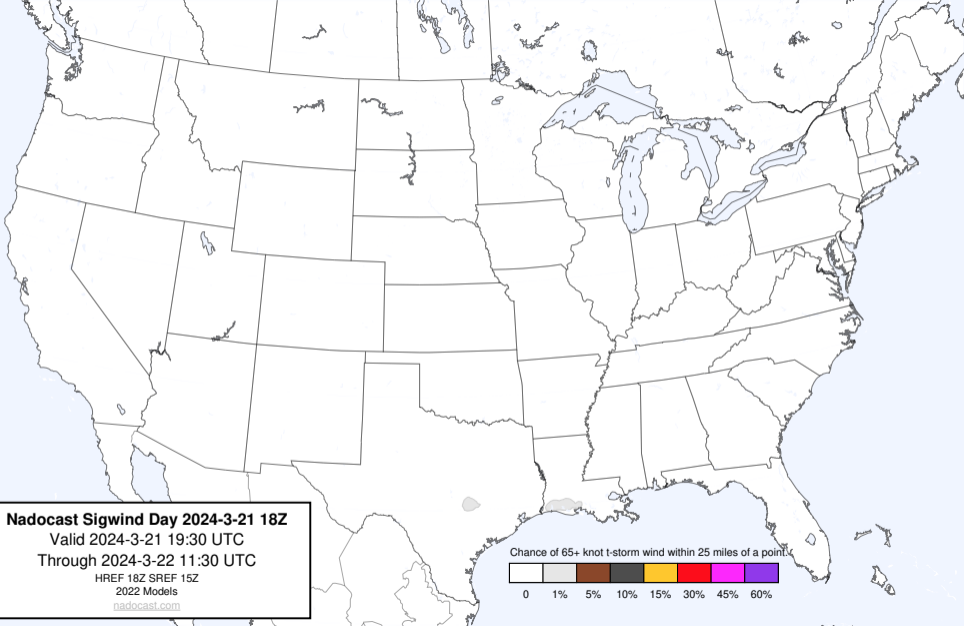 Nadocast Sigwind Day 2024-3-21 18Z
Valid 2024-3-21 19:30 UTC
Through 2024-3-22 11:30 UTC
HREF 18Z SREF 15Z
2022 Models
nadocast.com
Chance of 65+ knot t-storm wind within 25 miles of a point.
0 1% 5% 10% 15% 30% 45% 60%